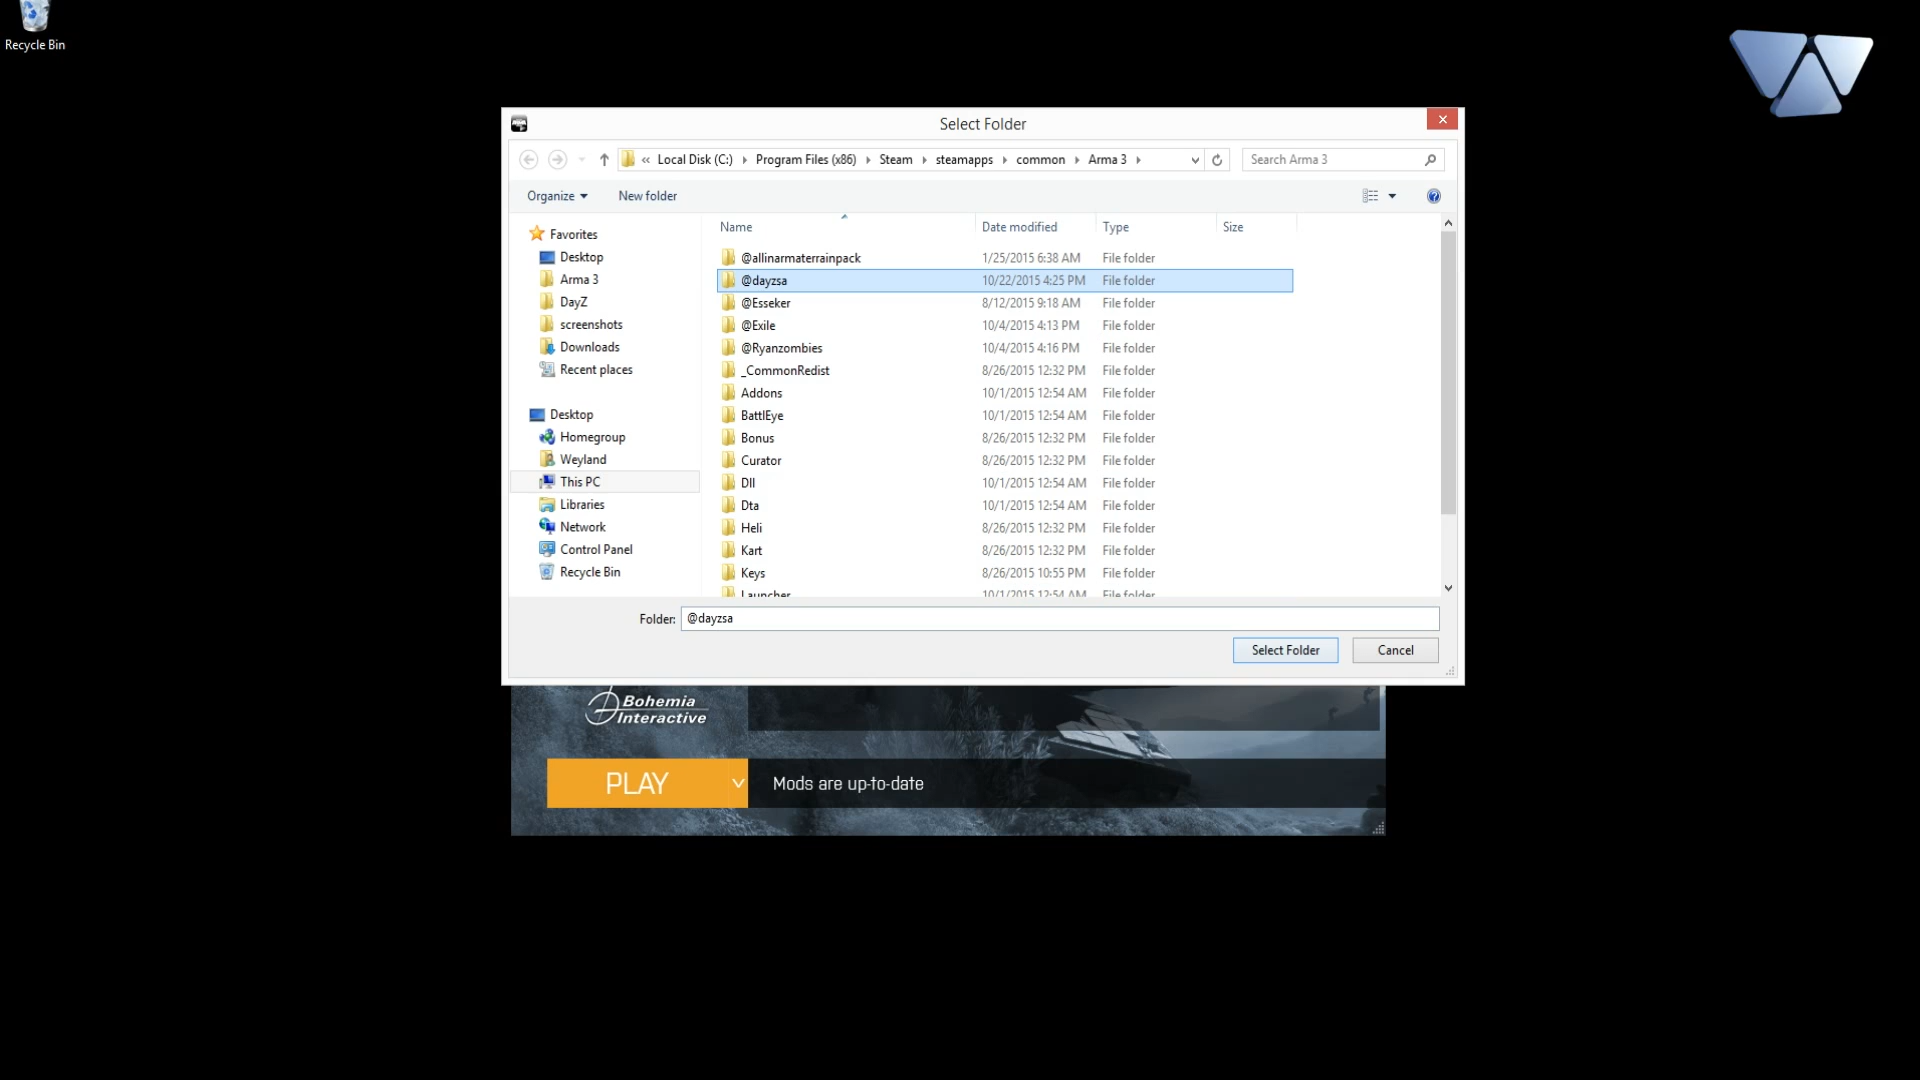 Recycle Bin
Select Folder
« Local Disk (C:) Program Files (x86) Steam steamapps common Arma 3
Search Arma 3
Organize New folder
Name Date modified Type Size
Favorites
Desktop
Arma 3
DayZ
screenshots
Downloads
Recent places
Desktop
Homegroup
Weyland
This PC
Libraries
Network
Control Panel
Recycle Bin
@allinarmaterrainpack 1/25/2015 6:38 AM File folder
@dayzsa 10/22/2015 4:25 PM File folder
@Esseker 8/12/2015 9:18 AM File folder
@Exile 10/4/2015 4:13 PM File folder
@Ryanzombies 10/4/2015 4:16 PM File folder
_CommonRedist 8/26/2015 12:32 PM File folder
Addons 10/1/2015 12:54 AM File folder
BattlEye 10/1/2015 12:54 AM File folder
Bonus 8/26/2015 12:32 PM File folder
Curator 8/26/2015 12:32 PM File folder
Dll 10/1/2015 12:54 AM File folder
Dta 10/1/2015 12:54 AM File folder
Heli 8/26/2015 12:32 PM File folder
Kart 8/26/2015 12:32 PM File folder
Keys 8/26/2015 10:55 PM File folder
Launcher 10/1/2015 12:54 AM File folder
Folder: @dayzsa
Select Folder Cancel
Bohemia
Interactive
PLAY Mods are up-to-date